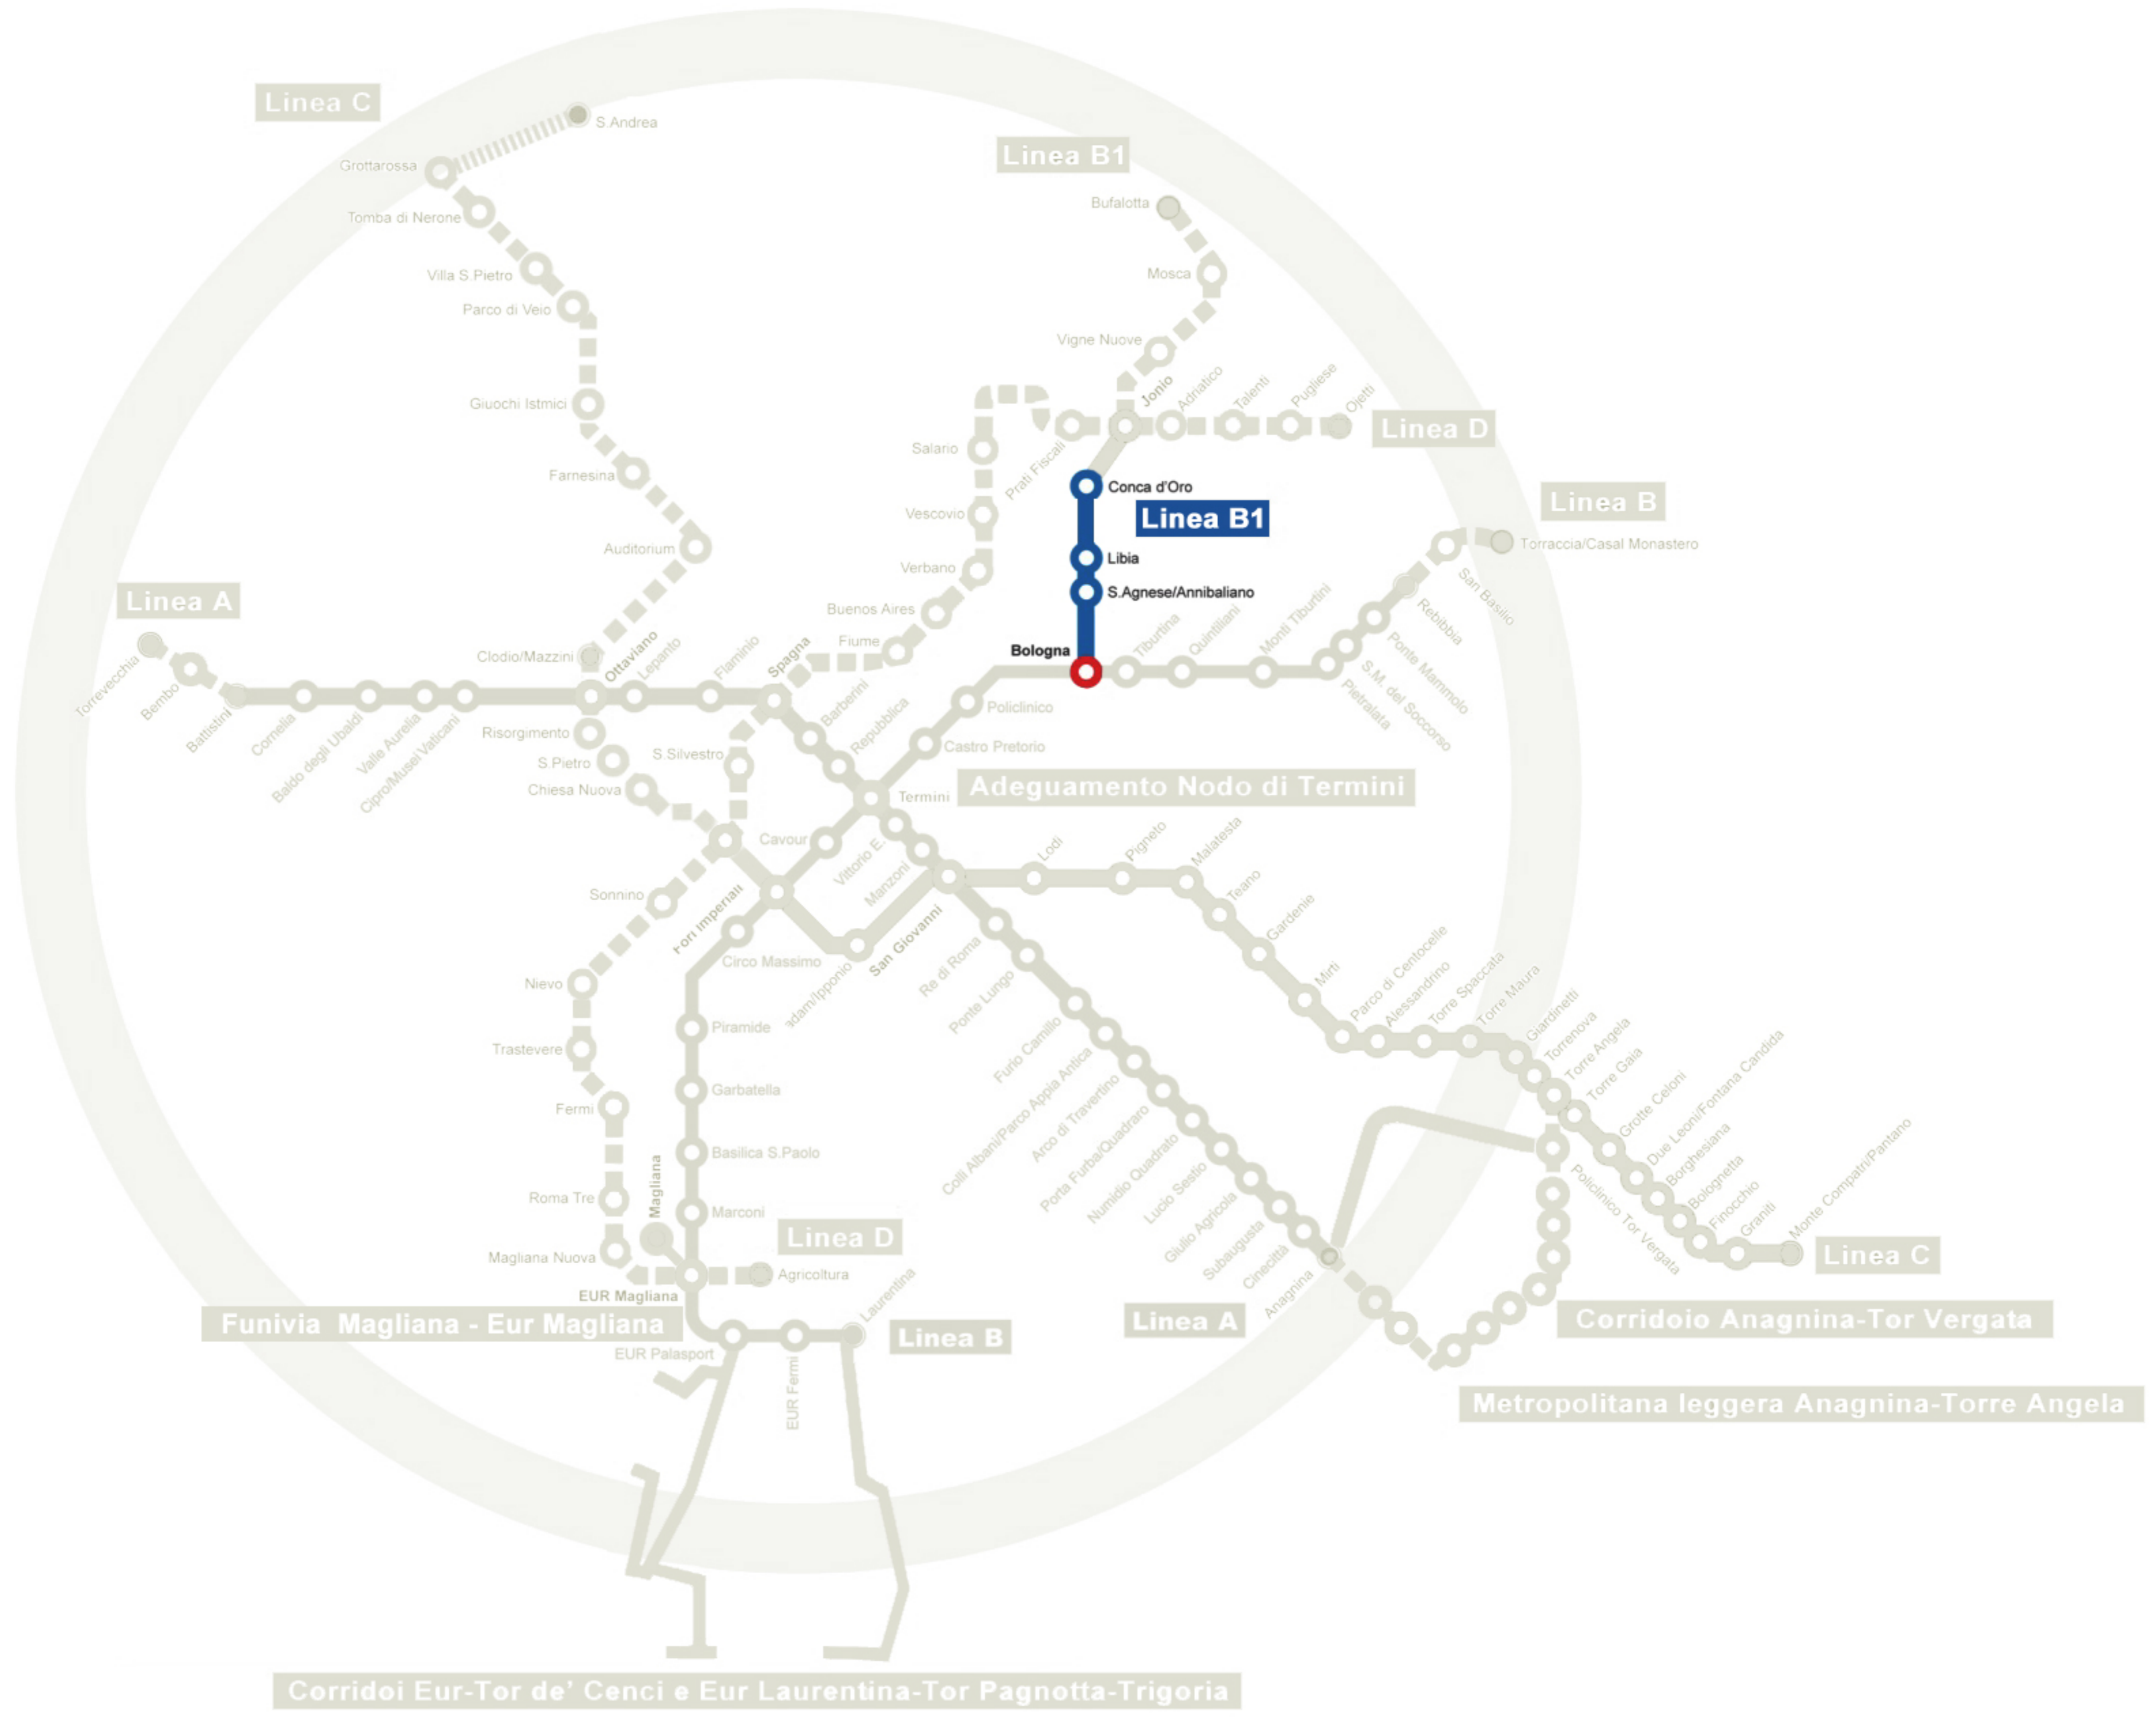 Linea C
S.Andrea
Grottarossa
Tomba di Nerone
Villa S.Pietro
Parco di Veio
Giuochi Istmici
Farnesina
Auditorium
Clodio/Mazzini
Linea B1
Bufalotta
Mosca
Vigne Nuove
Jonio
Adriatico
Talenti
Pugliese
Ojetti
Linea D
Prati Fiscali
Salario
Vescovio
Verbano
Buenos Aires
Fiume
Conca d'Oro
Linea B1
Libia
S.Agnese/Annibaliano
Bologna
Tiburtina
Quintiliani
Monti Tiburtini
Pietralata
S.M. del Soccorso
Ponte Mammolo
Rebibbia
San Basilio
Torraccia/Casal Monastero
Linea B
Linea A
Torrevecchia
Bembo
Battistini
Cornelia
Baldo degli Ubaldi
Valle Aurelia
Cipro/Musei Vaticani
Ottaviano
Lepanto
Flaminio
Spagna
Barberini
Repubblica
Policlinico
Castro Pretorio
Termini
Adeguamento Nodo di Termini
Risorgimento
S.Pietro
Chiesa Nuova
S.Silvestro
Cavour
Vittorio E.
Manzoni
San Giovanni
Fori Imperiali
Circo Massimo
adam/Ipponio
Sonnino
Nievo
Trastevere
Fermi
Roma Tre
Magliana Nuova
Magliana
Piramide
Garbatella
Basilica S.Paolo
Marconi
Linea D
Agricoltura
EUR Magliana
Funivia Magliana - Eur Magliana
EUR Palasport
EUR Fermi
Laurentina
Linea B
Lodi
Pigneto
Malatesta
Teano
Gardenie
Mirti
Parco di Centocelle
Alessandrino
Torre Spaccata
Torre Maura
Giardinetti
Torrenova
Torre Angela
Torre Gaia
Grotte Celoni
Due Leoni/Fontana Candida
Borghesiana
Bolognetta
Finocchio
Graniti
Monte Compatri/Pantano
Linea C
Re di Roma
Ponte Lungo
Furio Camillo
Colli Albani/Parco Appia Antica
Arco di Travertino
Porta Furba/Quadraro
Numidio Quadrato
Lucio Sestio
Giulio Agricola
Subaugusta
Cinecittà
Anagnina
Linea A
Policlinico Tor Vergata
Corridoio Anagnina-Tor Vergata
Metropolitana leggera Anagnina-Torre Angela
Corridoi Eur-Tor de' Cenci e Eur Laurentina-Tor Pagnotta-Trigoria